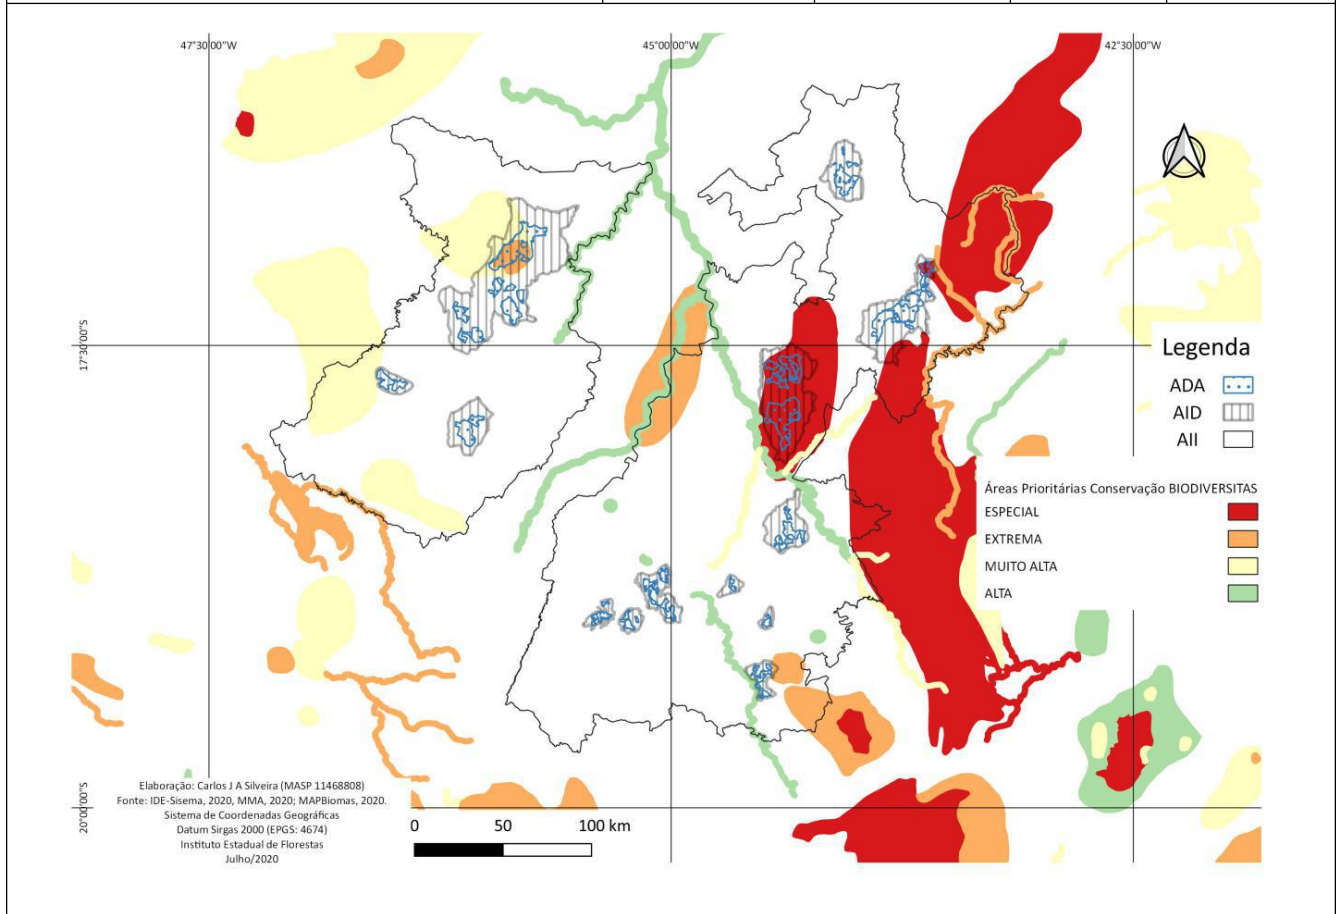 47°30'00"W
45°00'00"W
42°30'00"W
17°30'00"S
Legenda
ADA
AID
AII
Áreas Prioritárias Conservação BIODIVERSITAS
ESPECIAL
EXTREMA
MUITO ALTA
ALTA
20°00'00"S
Elaboração: Carlos J A Silveira (MASP 11468808)
Fonte: IDE-Sisema, 2020, MMA, 2020; MAPBiomas, 2020.
Sistema de Coordenadas Geográficas
Datum Sirgas 2000 (EPGS: 4674)
Instituto Estadual de Florestas
Julho/2020
0 50 100 km